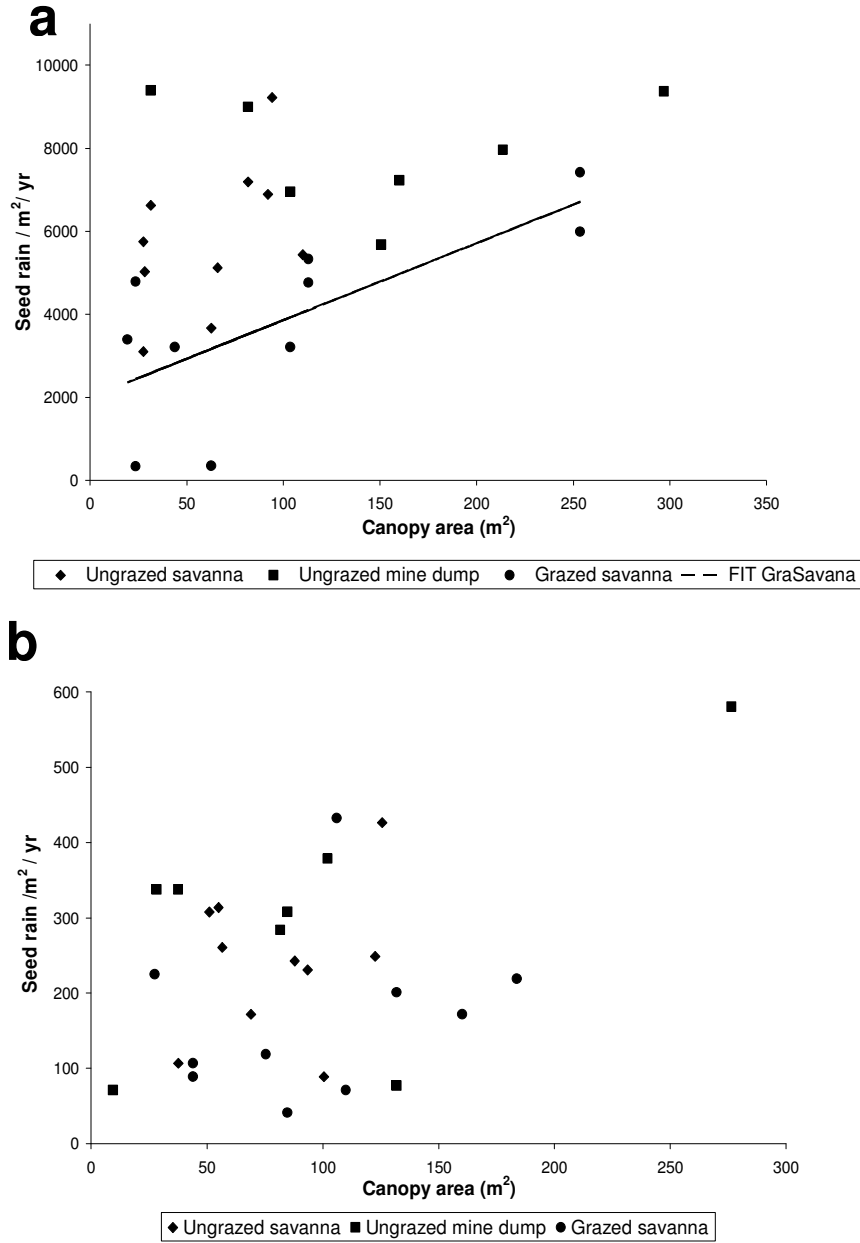 a
Seed rain / m²/ yr
10000
8000
6000
4000
2000
0
0 50 100 150 200 250 300 350
Canopy area (m²)
Ungrazed savanna Ungrazed mine dump Grazed savanna FIT GraSavana
b
Seed rain /m² / yr
600
500
400
300
200
100
0
0 50 100 150 200 250 300
Canopy area (m²)
Ungrazed savanna Ungrazed mine dump Grazed savanna